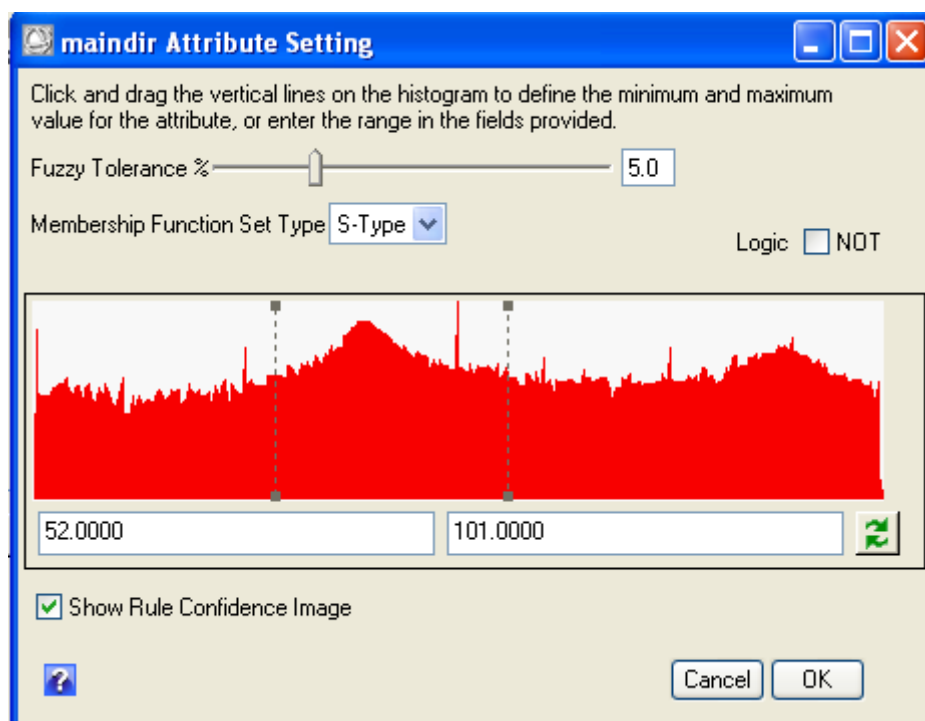 maindir Attribute Setting
Click and drag the vertical lines on the histogram to define the minimum and maximum
value for the attribute, or enter the range in the fields provided.
Fuzzy Tolerance % 5.0
Membership Function Set Type S-Type
Logic NOT
52.0000 101.0000
Show Rule Confidence Image
? Cancel OK